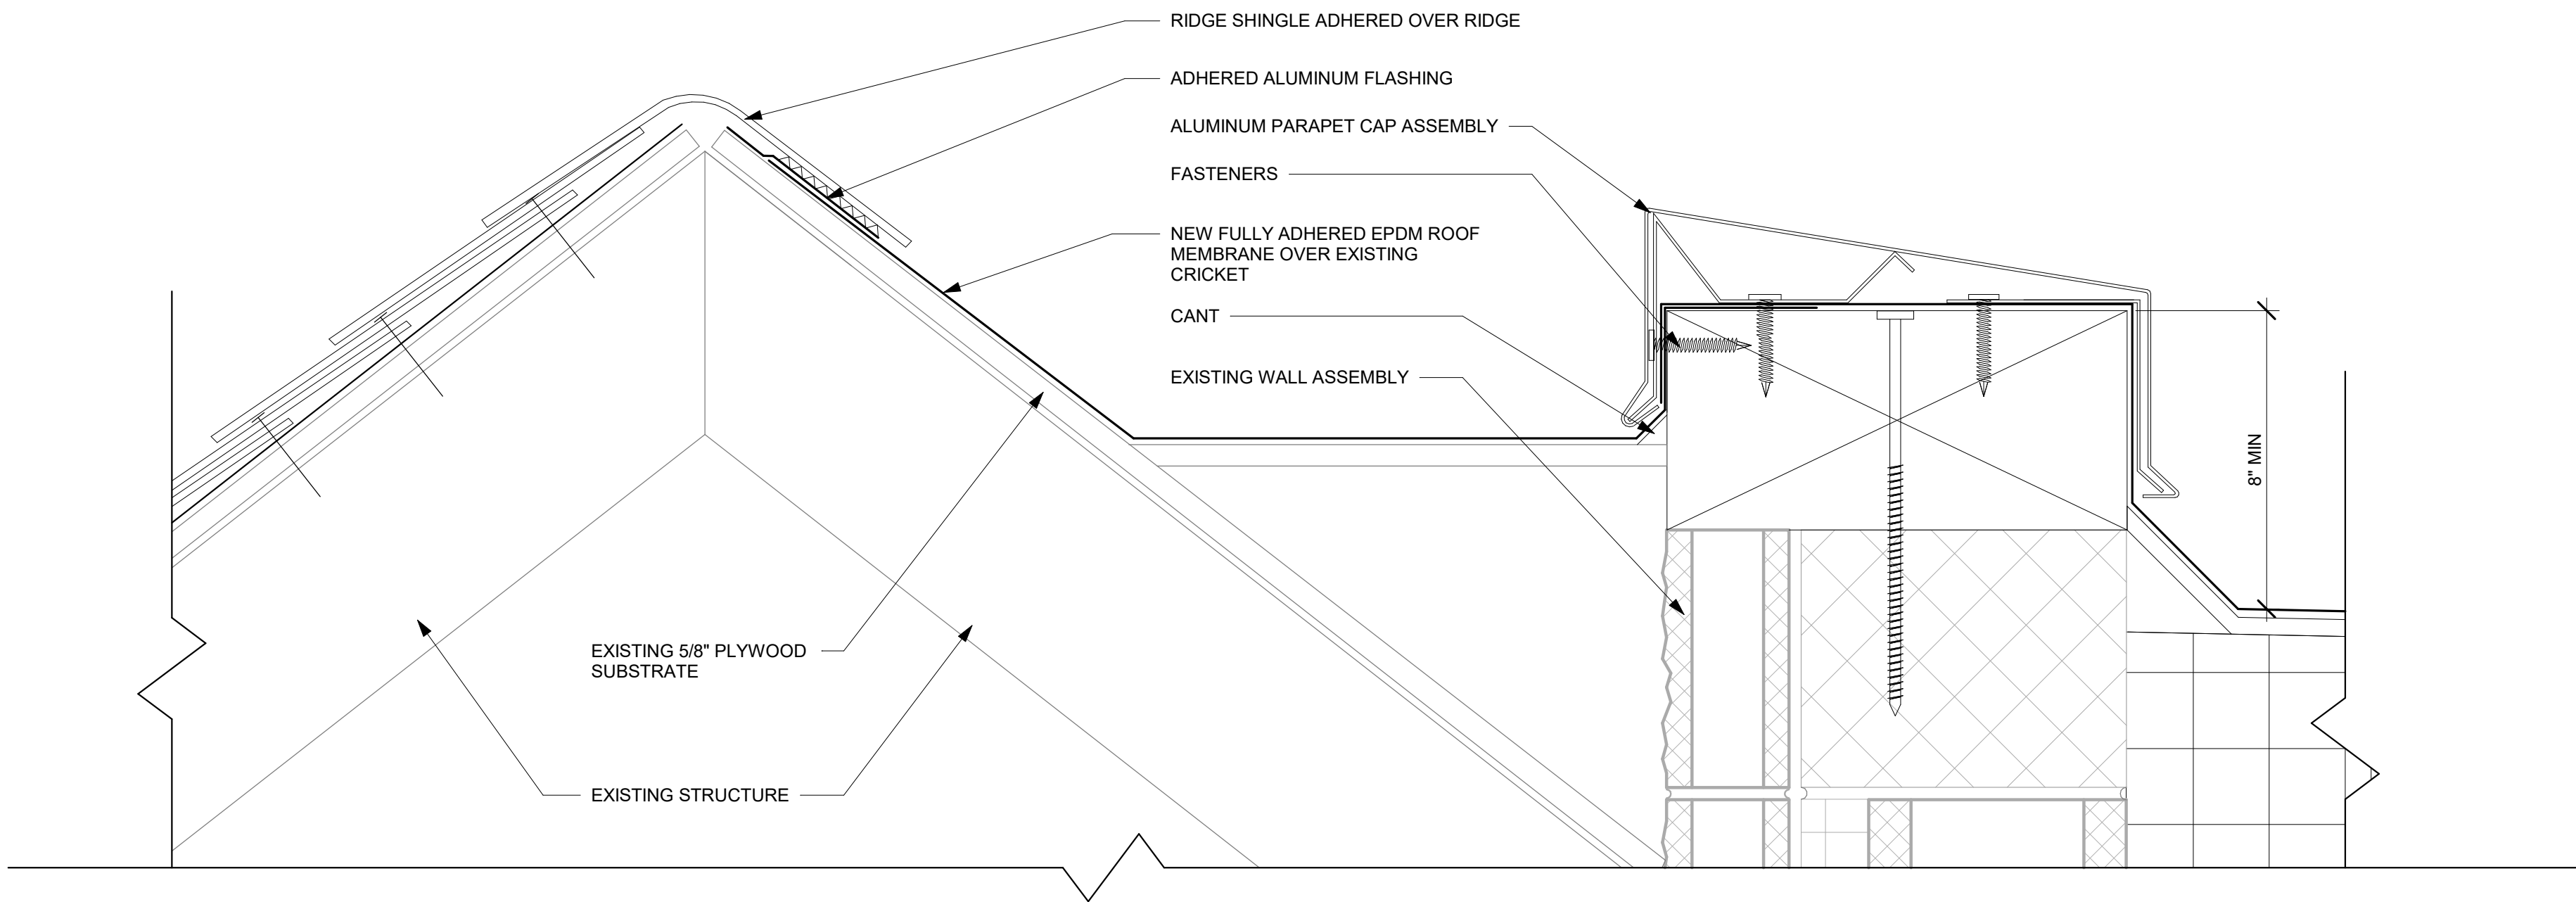 RIDGE SHINGLE ADHERED OVER RIDGE
ADHERED ALUMINUM FLASHING
ALUMINUM PARAPET CAP ASSEMBLY
FASTENERS
NEW FULLY ADHERED EPDM ROOF
MEMBRANE OVER EXISTING
CRICKET
CANT
EXISTING WALL ASSEMBLY
8" MIN
EXISTING 5/8" PLYWOOD
SUBSTRATE
EXISTING STRUCTURE